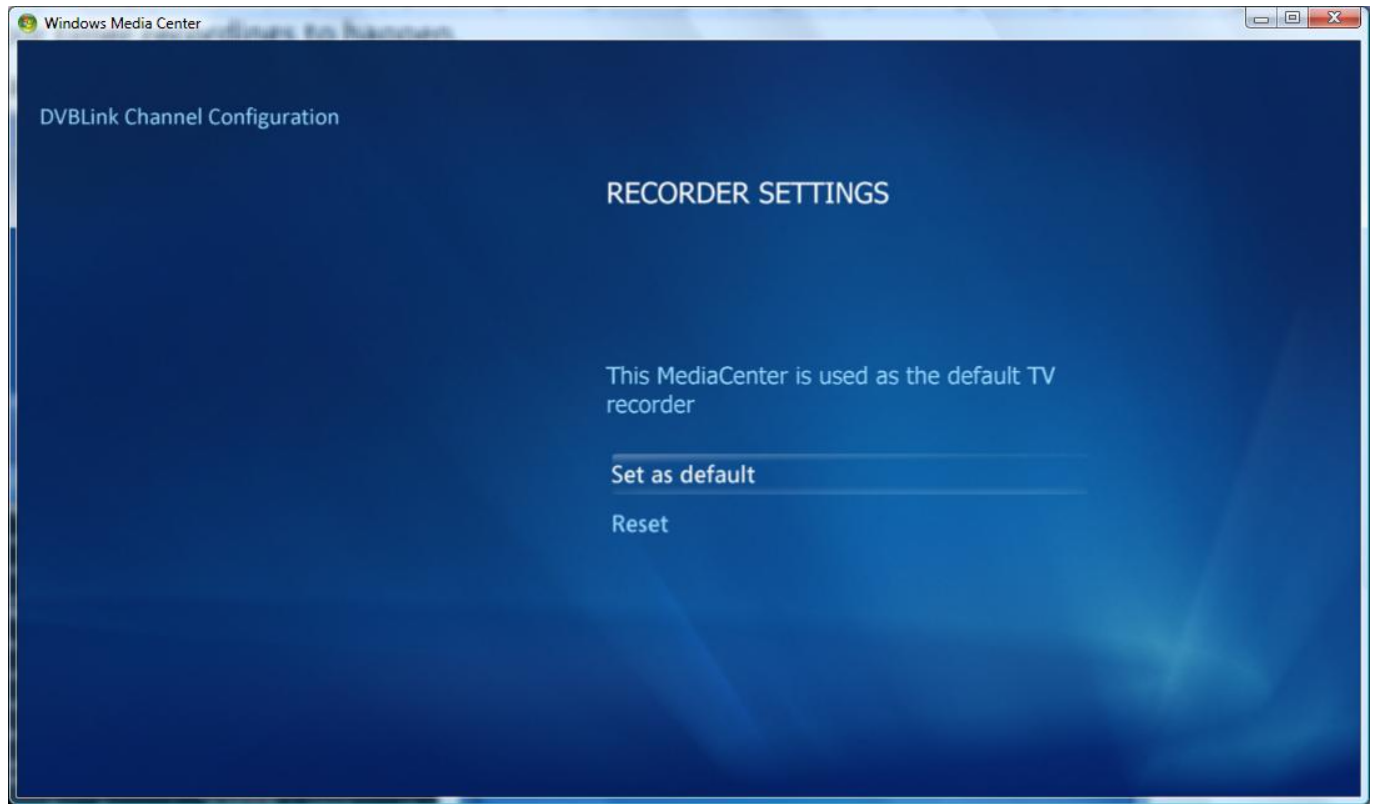 Windows Media Center
DVBLink Channel Configuration
RECORDER SETTINGS
This MediaCenter is used as the default TV
recorder
Set as default
Reset